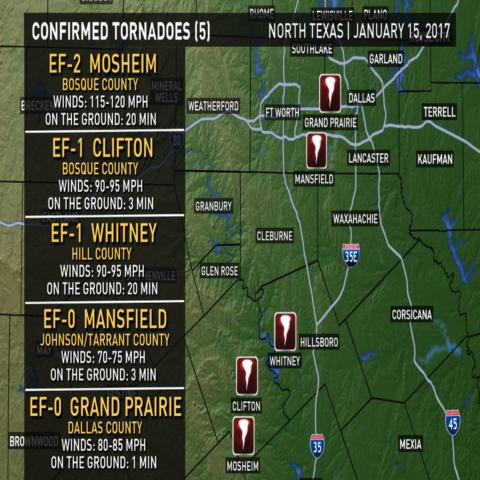 CONFIRMED TORNADOES (5)
NORTH TEXAS | JANUARY 15, 2017
EF-2 MOSHEIM
BOSQUE COUNTY
WINDS: 115-120 MPH
ON THE GROUND: 20 MIN
EF-1 CLIFTON
BOSQUE COUNTY
WINDS: 90-95 MPH
ON THE GROUND: 3 MIN
EF-1 WHITNEY
HILL COUNTY
WINDS: 90-95 MPH
ON THE GROUND: 20 MIN
EF-0 MANSFIELD
JOHNSON/TARRANT COUNTY
WINDS: 70-75 MPH
ON THE GROUND: 3 MIN
EF-0 GRAND PRAIRIE
DALLAS COUNTY
WINDS: 80-85 MPH
ON THE GROUND: 1 MIN
RHOME
LEWISVILLE
PLANO
SOUTHLAKE
GARLAND
MINERAL
WELLS
WEATHERFORD
FT WORTH
DALLAS
GRAND PRAIRIE
TERRELL
20
LANCASTER
KAUFMAN
MANSFIELD
GRANBURY
WAXAHACHIE
CLEBURNE
35E
GLEN ROSE
CORSICANA
HILLSBORO
WHITNEY
MAY
CLIFTON
BROWNWOOD
MOSHEIM
35
MEXIA
45